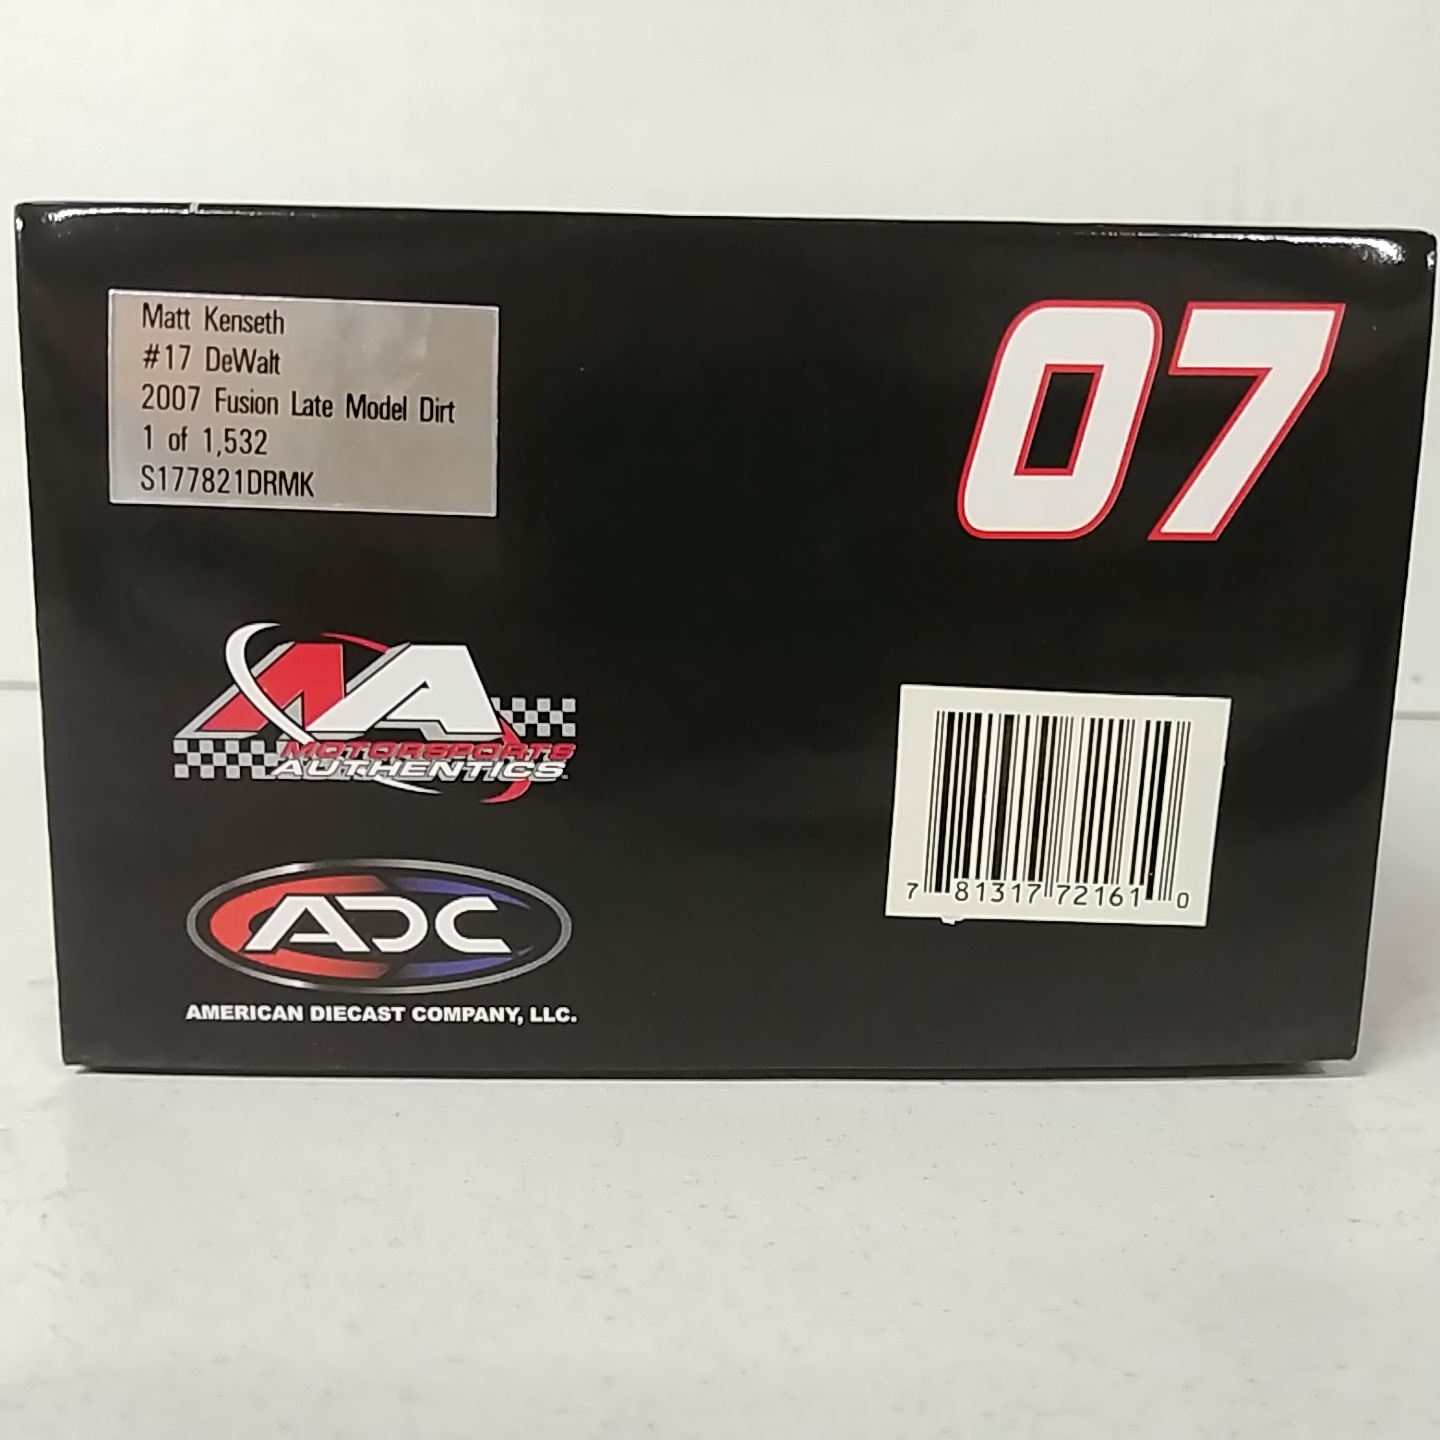 Matt Kenseth
#17 DeWalt
2007 Fusion Late Model Dirt
1 of 1,532
S177821DRMK
07
MA
MOTORSPORTS
AUTHENTICS
7 81317 72161 0
ADC
AMERICAN DIECAST COMPANY, LLC.